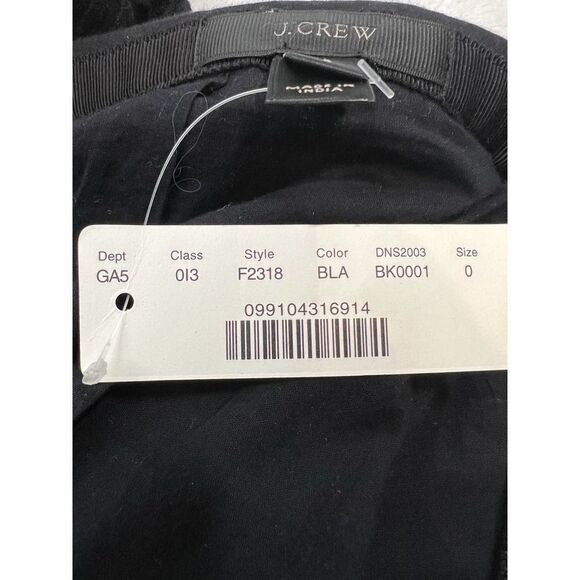 J.CREW
MADE IN
INDIA
Dept Class Style Color DNS2003 Size
GA5 0I3 F2318 BLA BK0001 0
099104316914